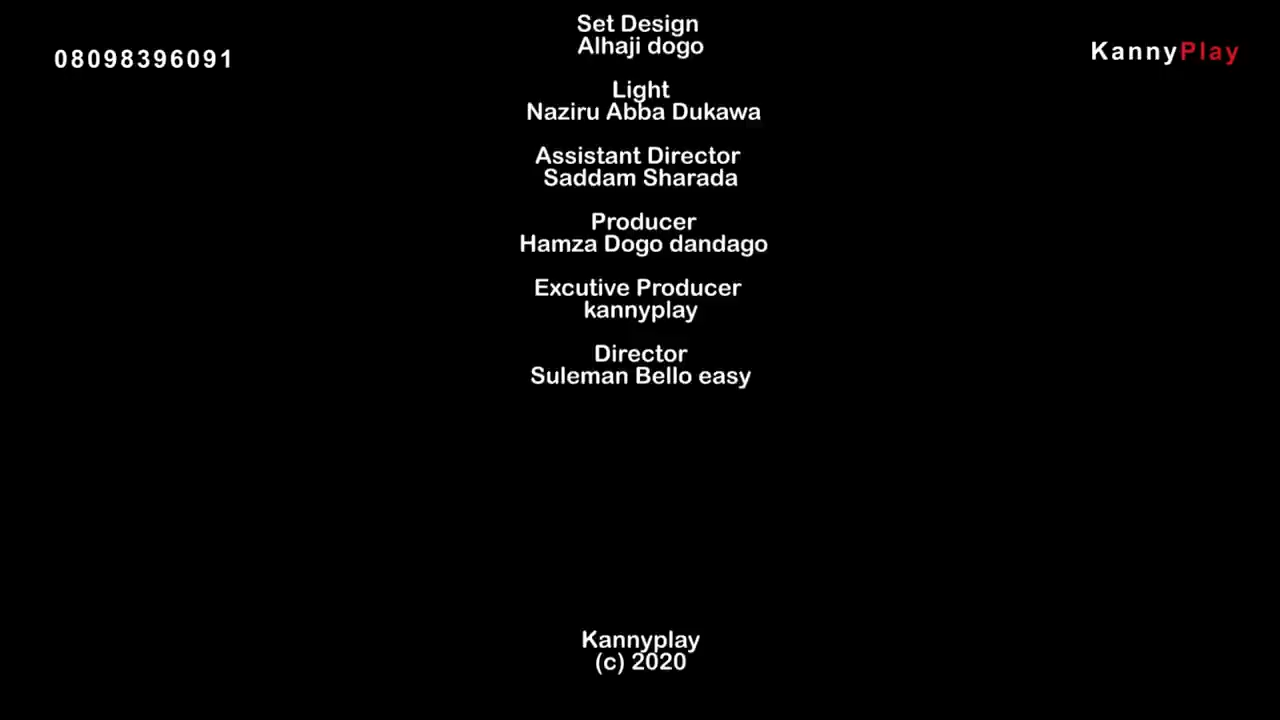 08098396091
KannyPlay
Set Design
Alhaji dogo
Light
Naziru Abba Dukawa
Assistant Director
Saddam Sharada
Producer
Hamza Dogo dandago
Excutive Producer
kannyplay
Director
Suleman Bello easy
Kannyplay
(c) 2020